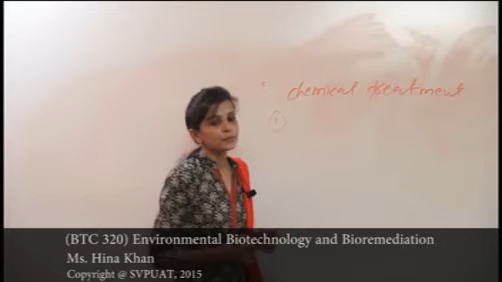 chemical treatment
1
(BTC 320) Environmental Biotechnology and Bioremediation
Ms. Hina Khan
Copyright @ SVPUAT, 2015